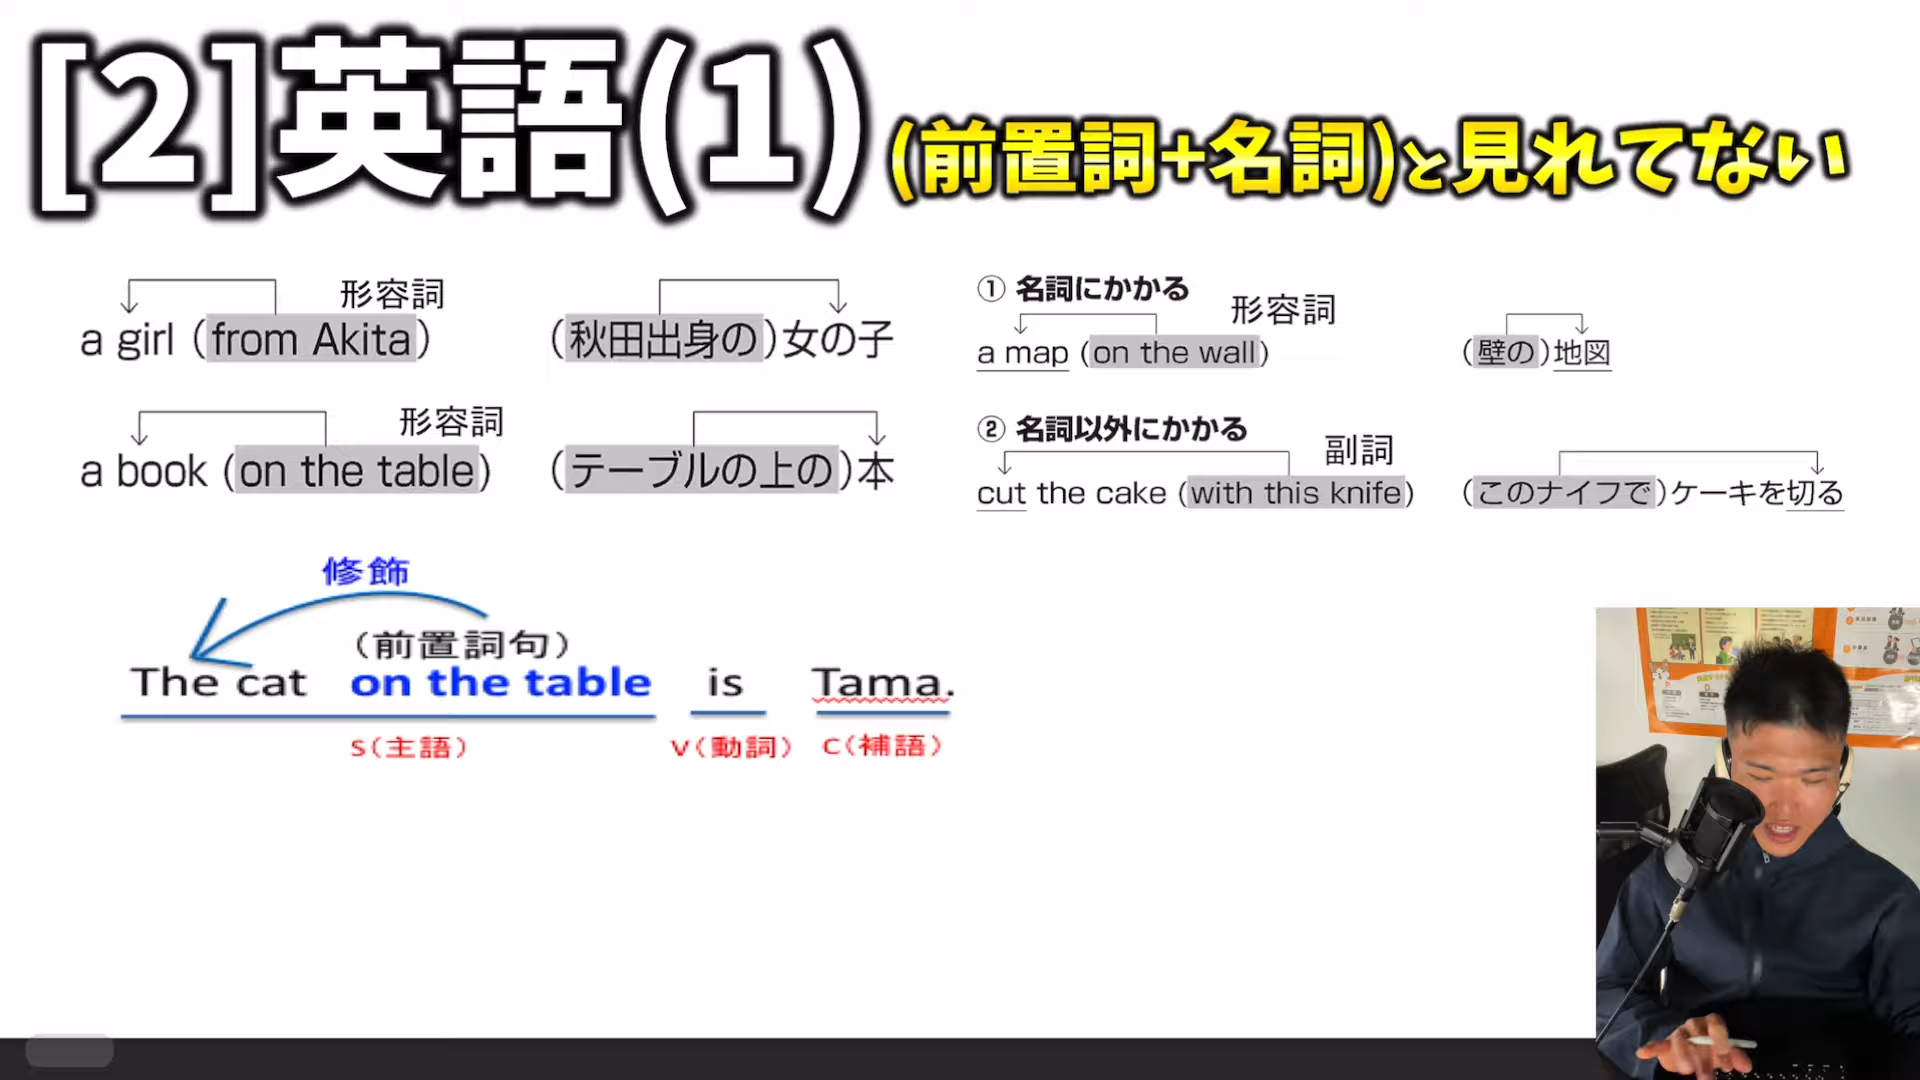 [2]英語(1) (前置詞+名詞)と見れてない
形容詞
a girl (from Akita) (秋田出身の)女の子
形容詞
a book (on the table) (テーブルの上の)本
① 名詞にかかる
形容詞
a map (on the wall) (壁の)地図
② 名詞以外にかかる
副詞
cut the cake (with this knife) (このナイフで)ケーキを切る
修飾
(前置詞句)
The cat on the table is Tama.
S(主語) V(動詞) C(補語)